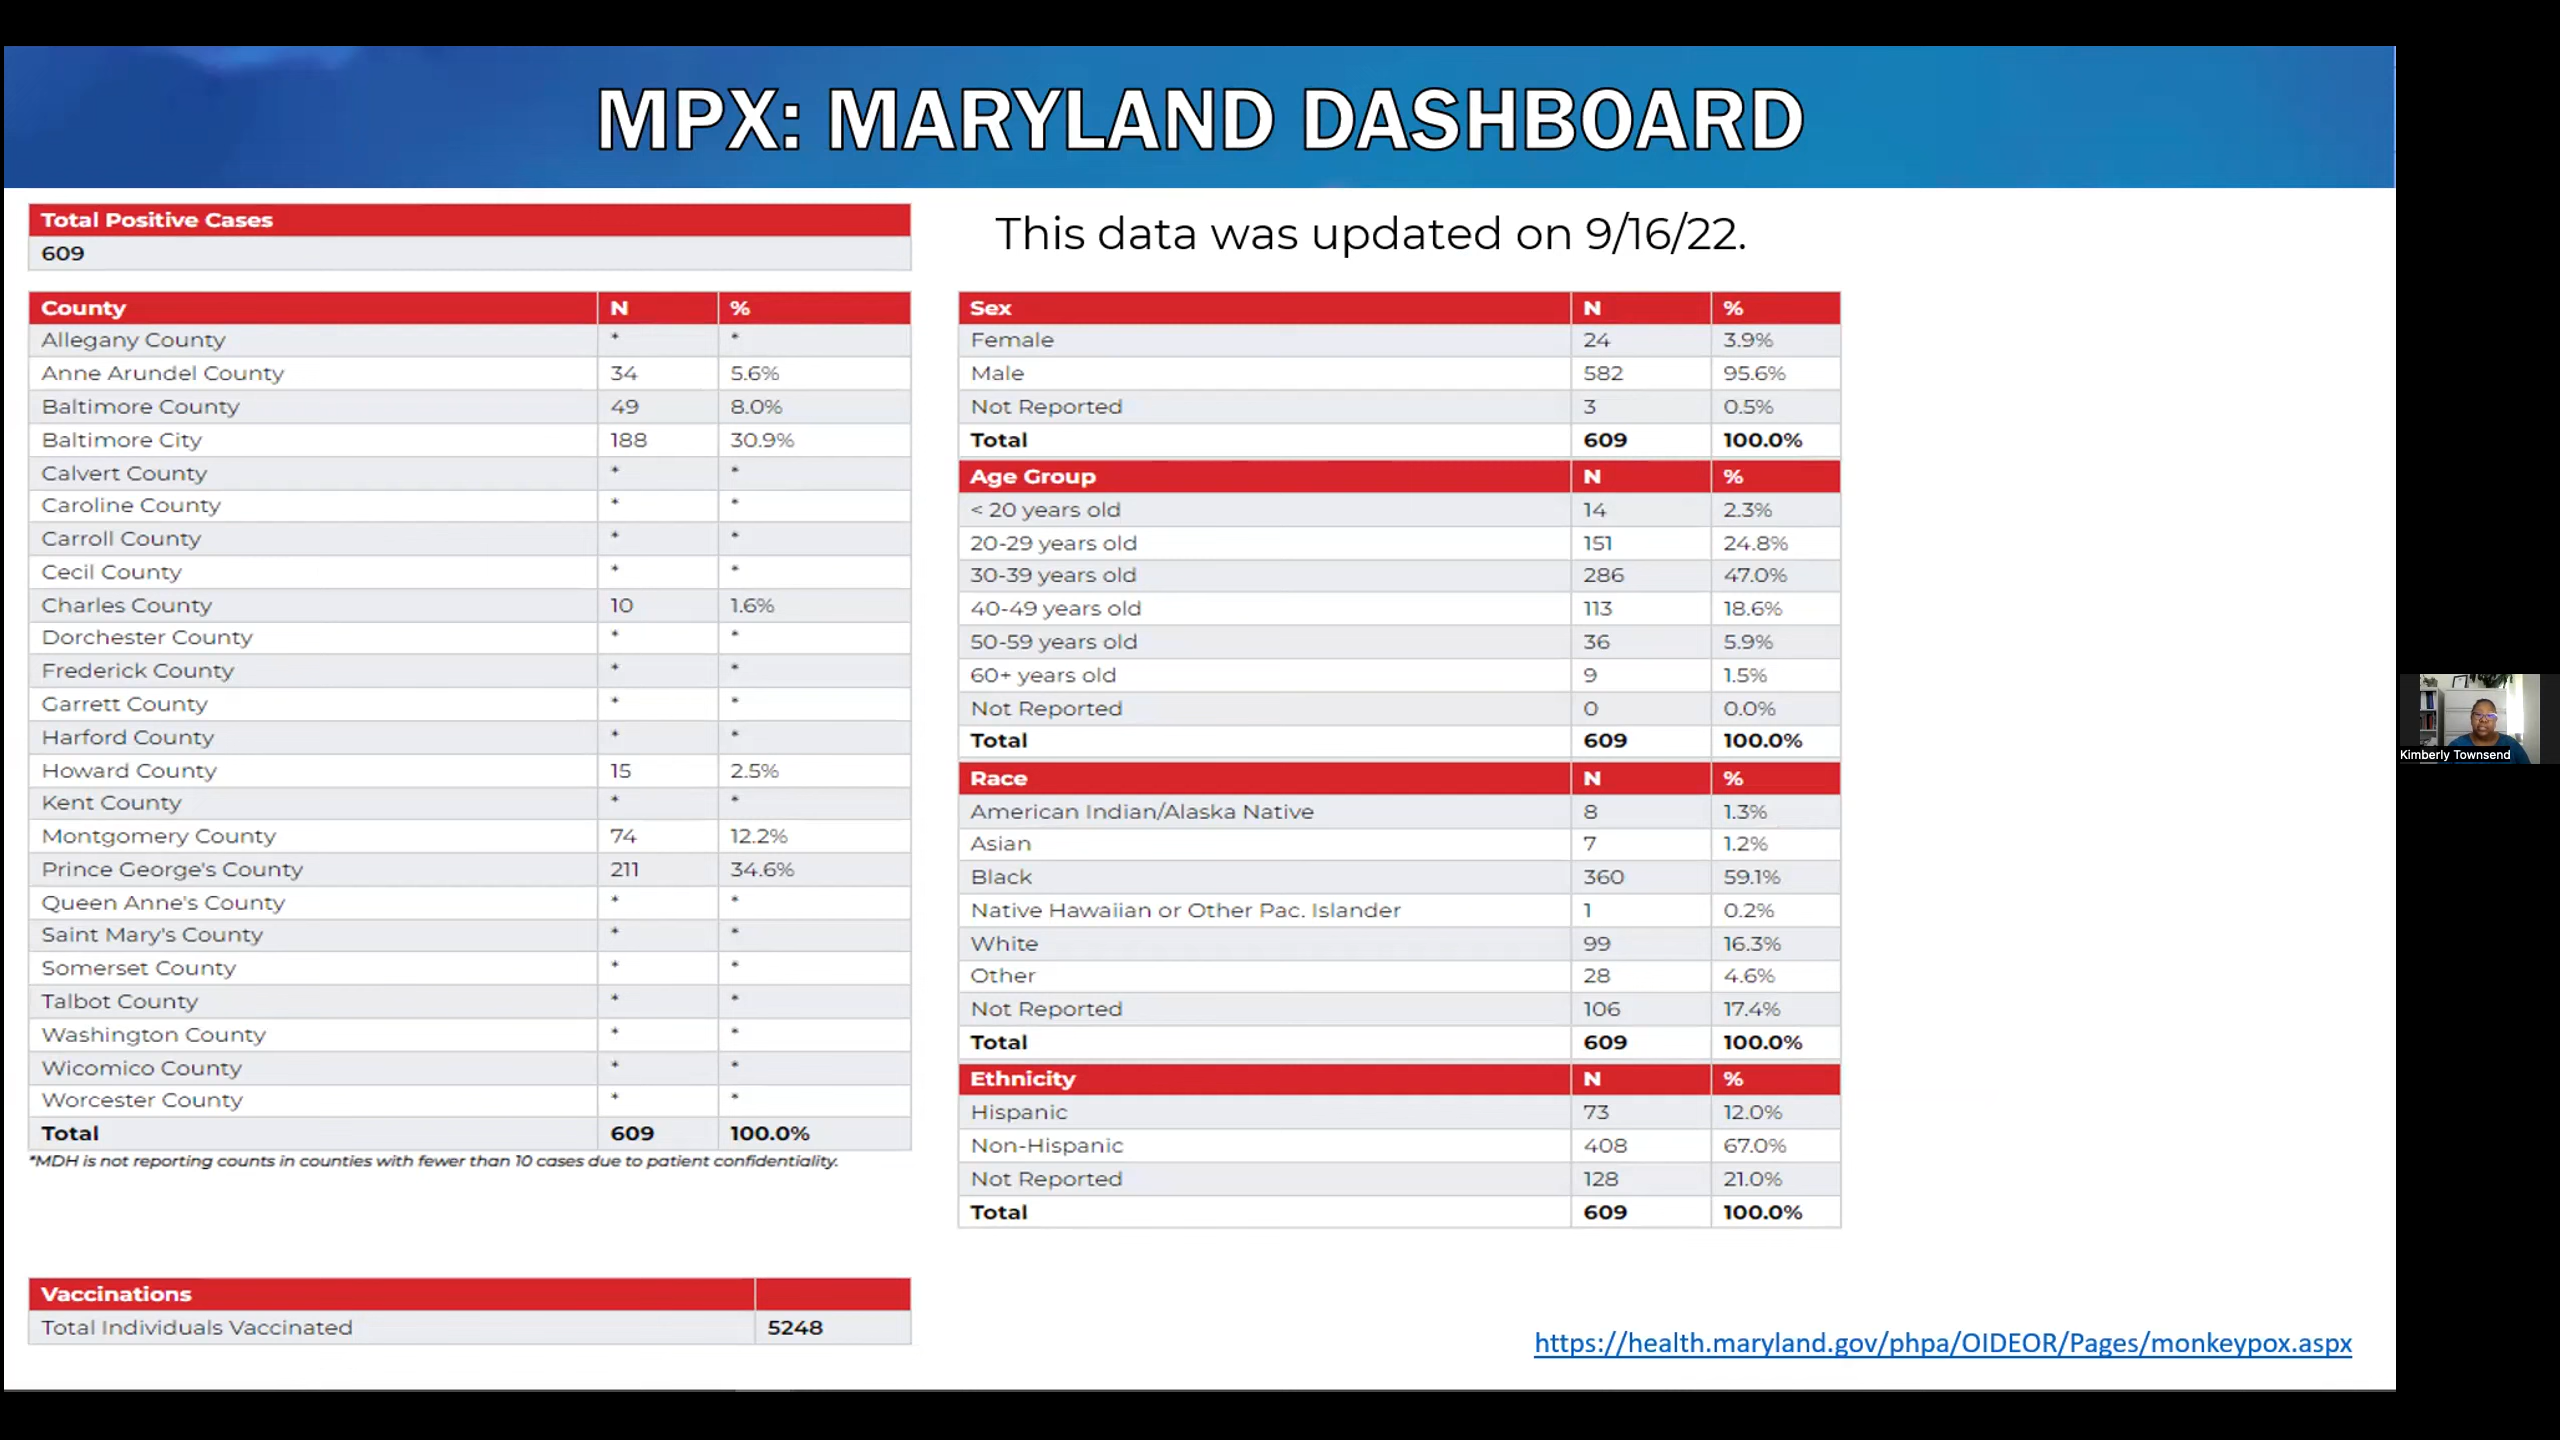 MPX: MARYLAND DASHBOARD
Total Positive Cases
609
This data was updated on 9/16/22.
County N %
Allegany County * *
Anne Arundel County 34 5.6%
Baltimore County 49 8.0%
Baltimore City 188 30.9%
Calvert County * *
Caroline County * *
Carroll County * *
Cecil County * *
Charles County 10 1.6%
Dorchester County * *
Frederick County * *
Garrett County * *
Harford County * *
Howard County 15 2.5%
Kent County * *
Montgomery County 74 12.2%
Prince George's County 211 34.6%
Queen Anne's County * *
Saint Mary's County * *
Somerset County * *
Talbot County * *
Washington County * *
Wicomico County * *
Worcester County * *
Total 609 100.0%
*MDH is not reporting counts in counties with fewer than 10 cases due to patient confidentiality.
Vaccinations
Total Individuals Vaccinated 5248
Sex N %
Female 24 3.9%
Male 582 95.6%
Not Reported 3 0.5%
Total 609 100.0%
Age Group N %
< 20 years old 14 2.3%
20-29 years old 151 24.8%
30-39 years old 286 47.0%
40-49 years old 113 18.6%
50-59 years old 36 5.9%
60+ years old 9 1.5%
Not Reported 0 0.0%
Total 609 100.0%
Race N %
American Indian/Alaska Native 8 1.3%
Asian 7 1.2%
Black 360 59.1%
Native Hawaiian or Other Pac. Islander 1 0.2%
White 99 16.3%
Other 28 4.6%
Not Reported 106 17.4%
Total 609 100.0%
Ethnicity N %
Hispanic 73 12.0%
Non-Hispanic 408 67.0%
Not Reported 128 21.0%
Total 609 100.0%
https://health.maryland.gov/phpa/OIDEOR/Pages/monkeypox.aspx
Kimberly Townsend